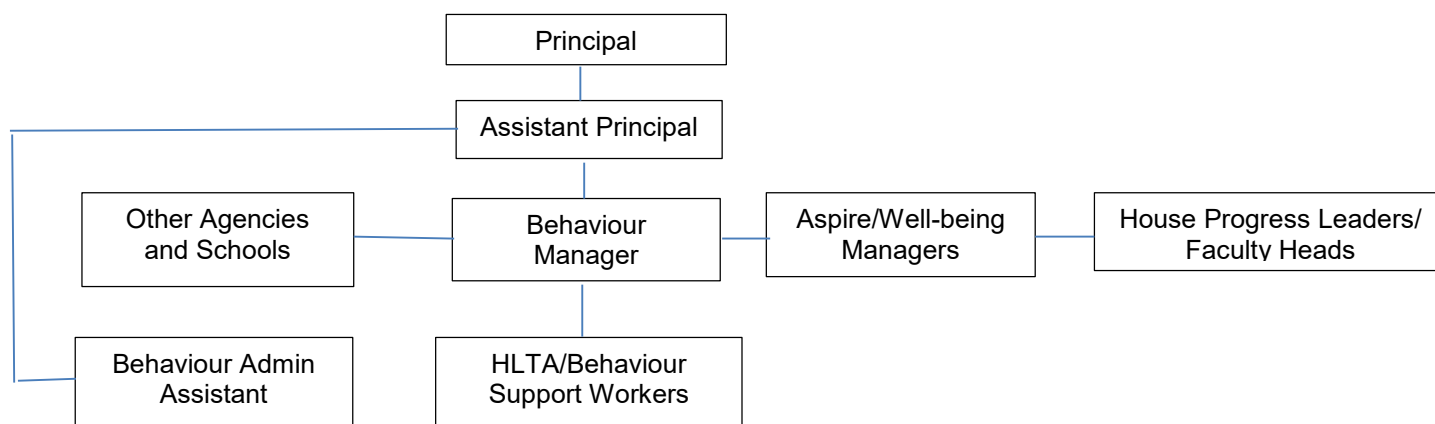 Principal
Assistant Principal
Other Agencies
and Schools
Behaviour
Manager
Aspire/Well-being
Managers
House Progress Leaders/
Faculty Heads
Behaviour Admin
Assistant
HLTA/Behaviour
Support Workers